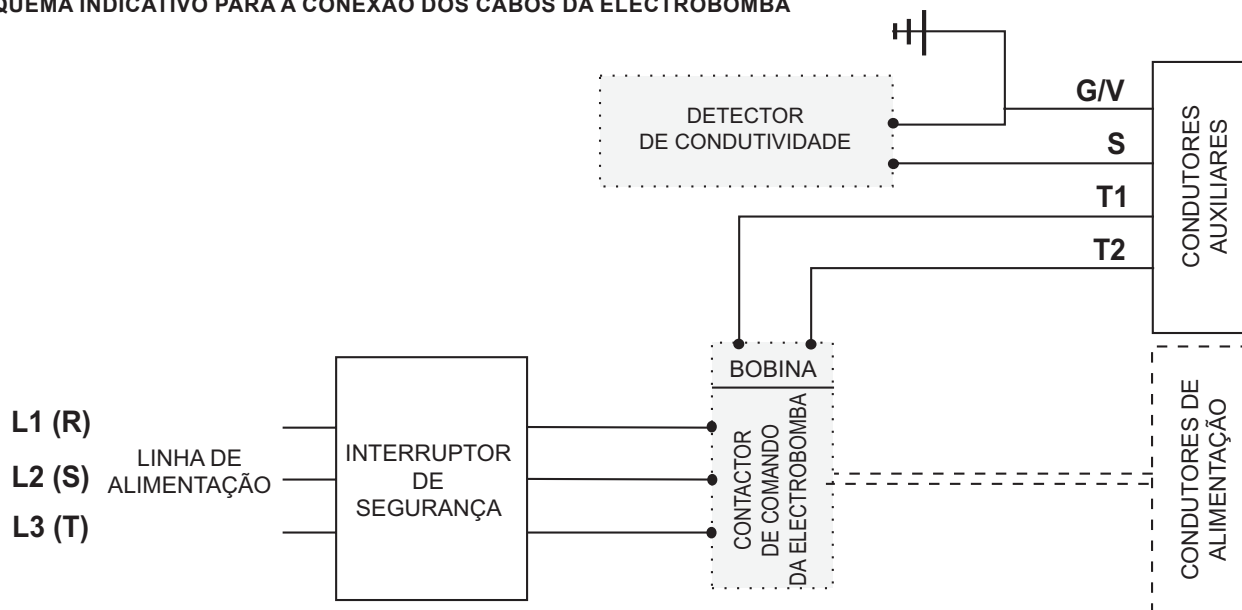 QUEMA INDICATIVO PARA A CONEXÃO DOS CABOS DA ELECTROBOMBA
DETECTOR
DE CONDUTIVIDADE
G/V
S
T1
T2
CONDUTORES
AUXILIARES
BOBINA
CONTACTOR
DE COMANDO
DA ELECTROBOMBA
L1 (R)
L2 (S)
L3 (T)
LINHA DE
ALIMENTAÇÃO
INTERRUPTOR
DE
SEGURANÇA
CONDUTORES DE
ALIMENTAÇÃO